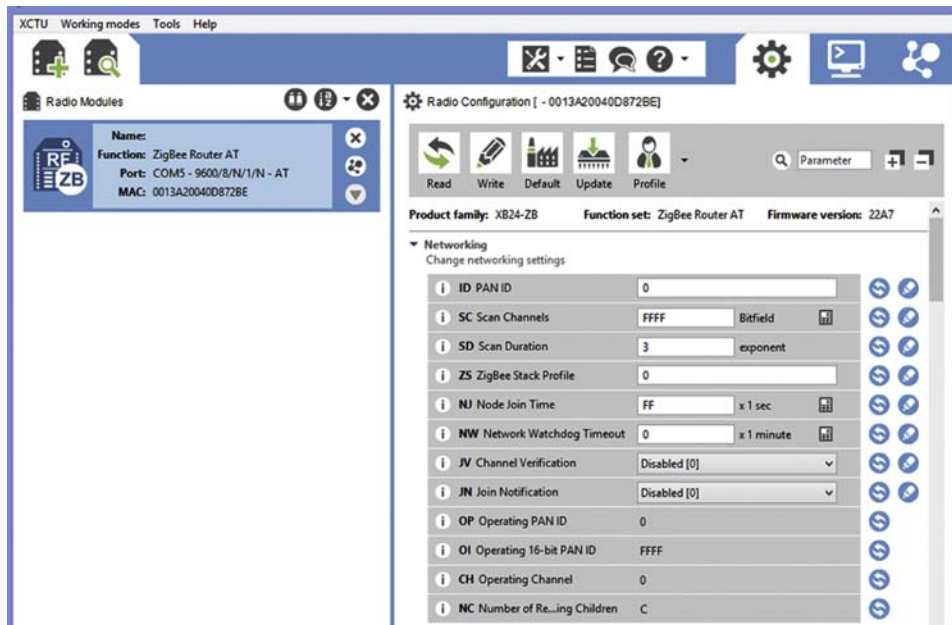 XCTU Working modes Tools Help
Radio Modules
Name:
Function: ZigBee Router AT
Port: COM5 - 9600/8/N/1/N - AT
MAC: 0013A20040D872BE
RF
ZB
Radio Configuration [ - 0013A20040D872BE]
Read Write Default Update Profile
Parameter
Product family: XB24-ZB Function set: ZigBee Router AT Firmware version: 22A7
Networking
Change networking settings
i ID PAN ID 0
i SC Scan Channels FFFF Bitfield
i SD Scan Duration 3 exponent
i ZS ZigBee Stack Profile 0
i NJ Node Join Time FF x 1 sec
i NW Network Watchdog Timeout 0 x 1 minute
i JV Channel Verification Disabled [0]
i JN Join Notification Disabled [0]
i OP Operating PAN ID 0
i OI Operating 16-bit PAN ID FFFF
i CH Operating Channel 0
i NC Number of Re...ing Children C